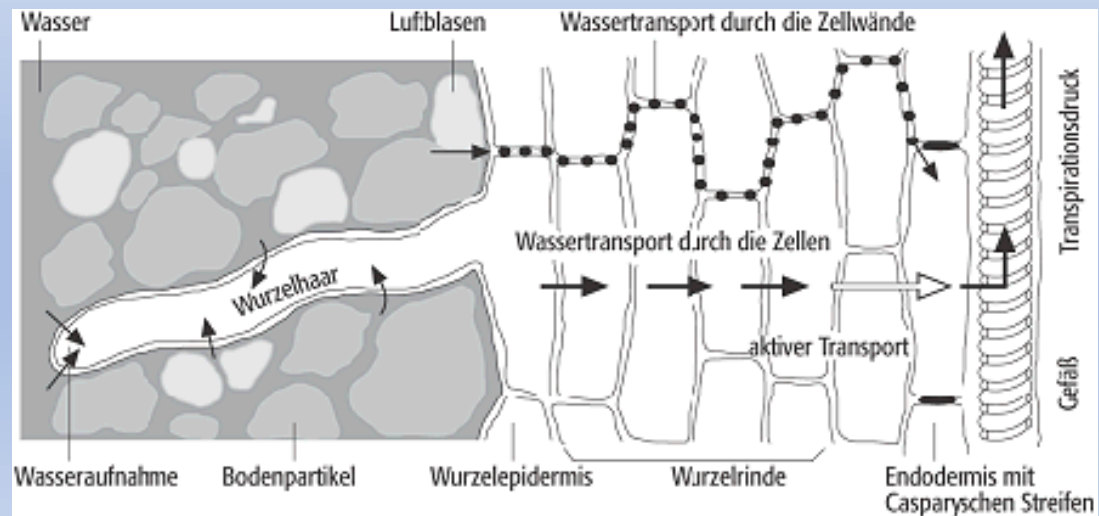 Wasser
Luftblasen
Wassertransport durch die Zellwände
Transpirationsdruck
Wassertransport durch die Zellen
Wurzelhaar
aktiver Transport
Gefäß
Wasseraufnahme
Bodenpartikel
Wurzelepidermis
Wurzelrinde
Endodermis mit
Casparyschen Streifen